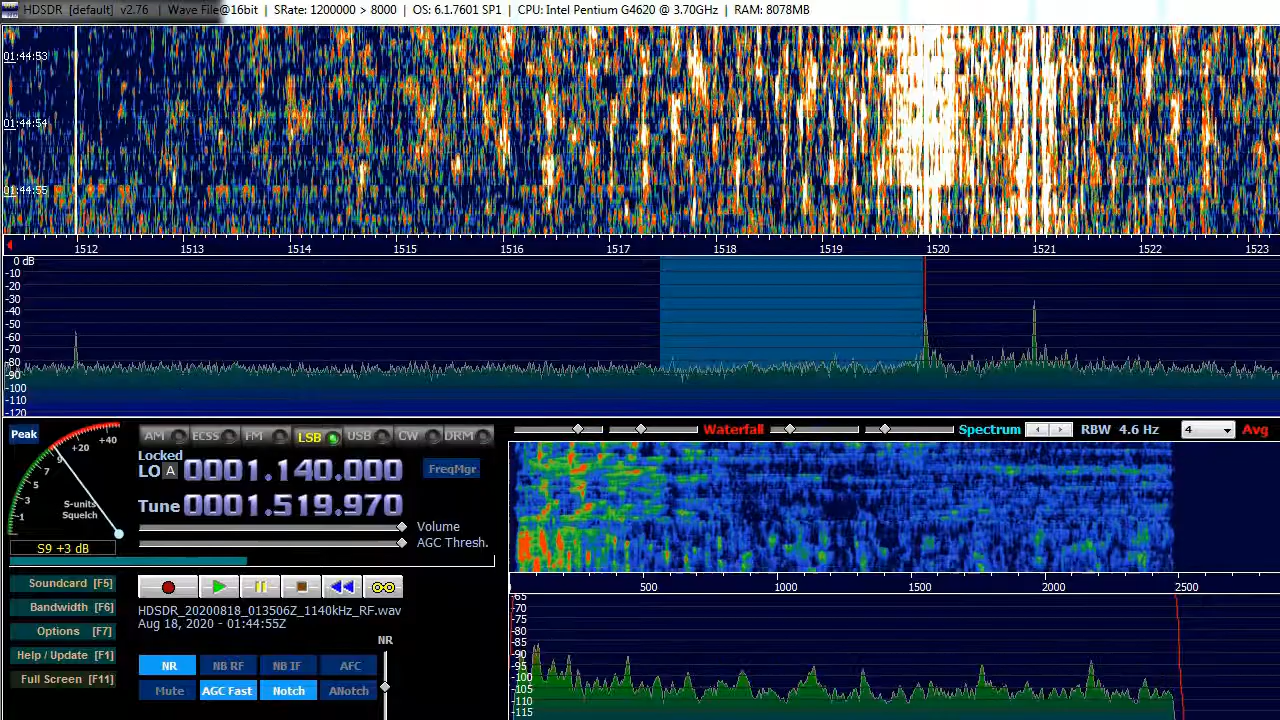 HDSDR [default] v2.76 | Wave File@16bit | SRate: 1200000 > 8000 | OS: 6.1.7601 SP1 | CPU: Intel Pentium G4620 @ 3.70GHz | RAM: 8078MB
01:44:53
01:44:54
01:44:55
1512 1513 1514 1515 1516 1517 1518 1519 1520 1521 1522 1523
0 dB
-10
-20
-30
-40
-50
-60
-70
-80
-90
-100
-110
-120
Peak
1
3
5
7
9
+20
+40
S-units
Squelch
S9 +3 dB
AM ECSS FM LSB USB CW DRM
Locked
LO A 0001.140.000 FreqMgr
Tune 0001.519.970
Volume
AGC Thresh.
Waterfall Spectrum RBW 4.6 Hz 4 Avg
Soundcard [F5]
Bandwidth [F6]
Options [F7]
Help / Update [F1]
Full Screen [F11]
HDSDR_20200818_013506Z_1140kHz_RF.wav
Aug 18, 2020 - 01:44:55Z
NR
NR NB RF NB IF AFC
Mute AGC Fast Notch ANotch
500 1000 1500 2000 2500
-65
-70
-75
-80
-85
-90
-95
-100
-105
-110
-115